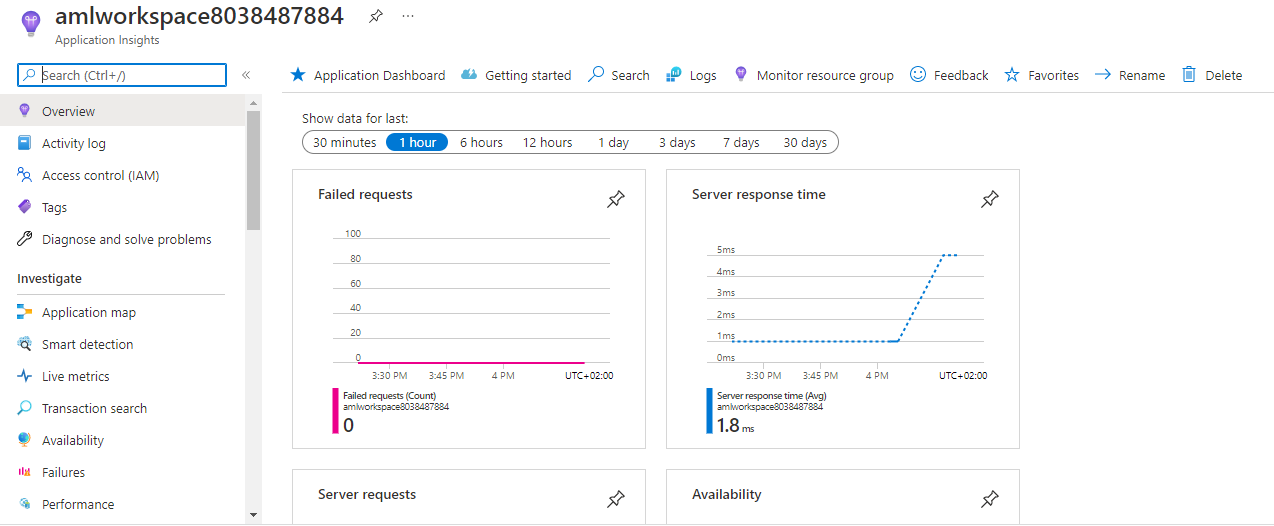 amlworkspace8038487884
...
Application Insights
Search (Ctrl+/)
«
Overview
Activity log
Access control (IAM)
Tags
Diagnose and solve problems
Investigate
Application map
Smart detection
Live metrics
Transaction search
Availability
Failures
Performance
Application Dashboard Getting started Search Logs Monitor resource group Feedback Favorites Rename Delete
Show data for last:
30 minutes 1 hour 6 hours 12 hours 1 day 3 days 7 days 30 days
Failed requests
100
80
60
40
20
0
3:30 PM 3:45 PM 4 PM UTC+02:00
Failed requests (Count)
amlworkspace8038487884
0
Server response time
5ms
4ms
3ms
2ms
1ms
0ms
3:30 PM 3:45 PM 4 PM UTC+02:00
Server response time (Avg)
amlworkspace8038487884
1.8 ms
Server requests
Availability